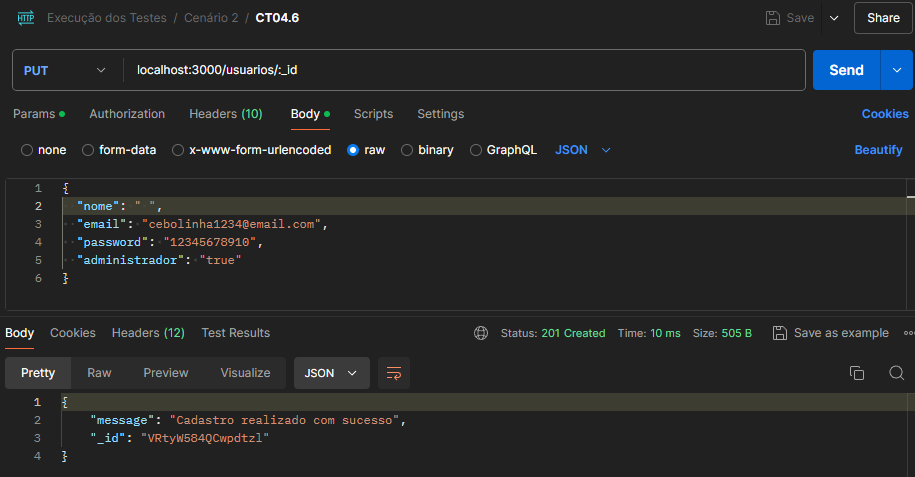 HTTP Execução dos Testes / Cenário 2 / CT04.6 Save Share
PUT localhost:3000/usuarios/:_id Send
Params Authorization Headers (10) Body Scripts Settings Cookies
none form-data x-www-form-urlencoded raw binary GraphQL JSON Beautify
1 {
2 "nome": " ",
3 "email": "cebolinha1234@email.com",
4 "password": "12345678910",
5 "administrador": "true"
6 }
Body Cookies Headers (12) Test Results Status: 201 Created Time: 10 ms Size: 505 B Save as example
Pretty Raw Preview Visualize JSON
1 {
2 "message": "Cadastro realizado com sucesso",
3 "_id": "VRtyW584QCwpdtzl"
4 }